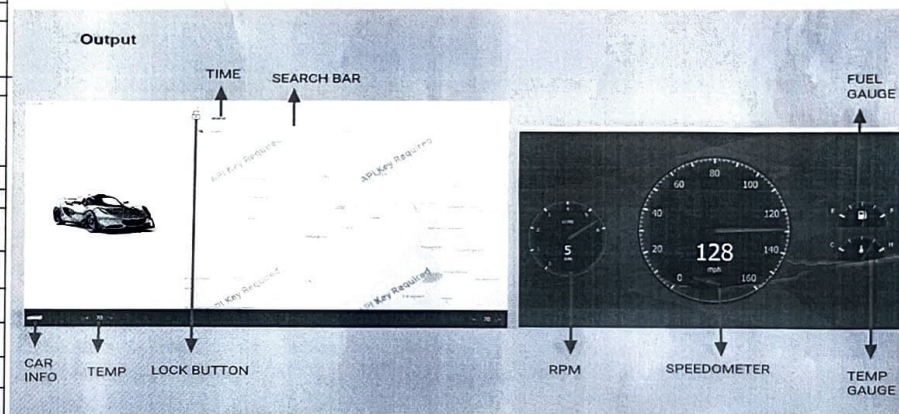 Output
TIME
SEARCH BAR
FUEL
GAUGE
API Key Required
API Key Required
API Key Required
API Key Required
80
60
100
40
120
20
140
0
160
128
mph
5
F
C
H
70
70
CAR
INFO
TEMP
LOCK BUTTON
RPM
SPEEDOMETER
TEMP
GAUGE